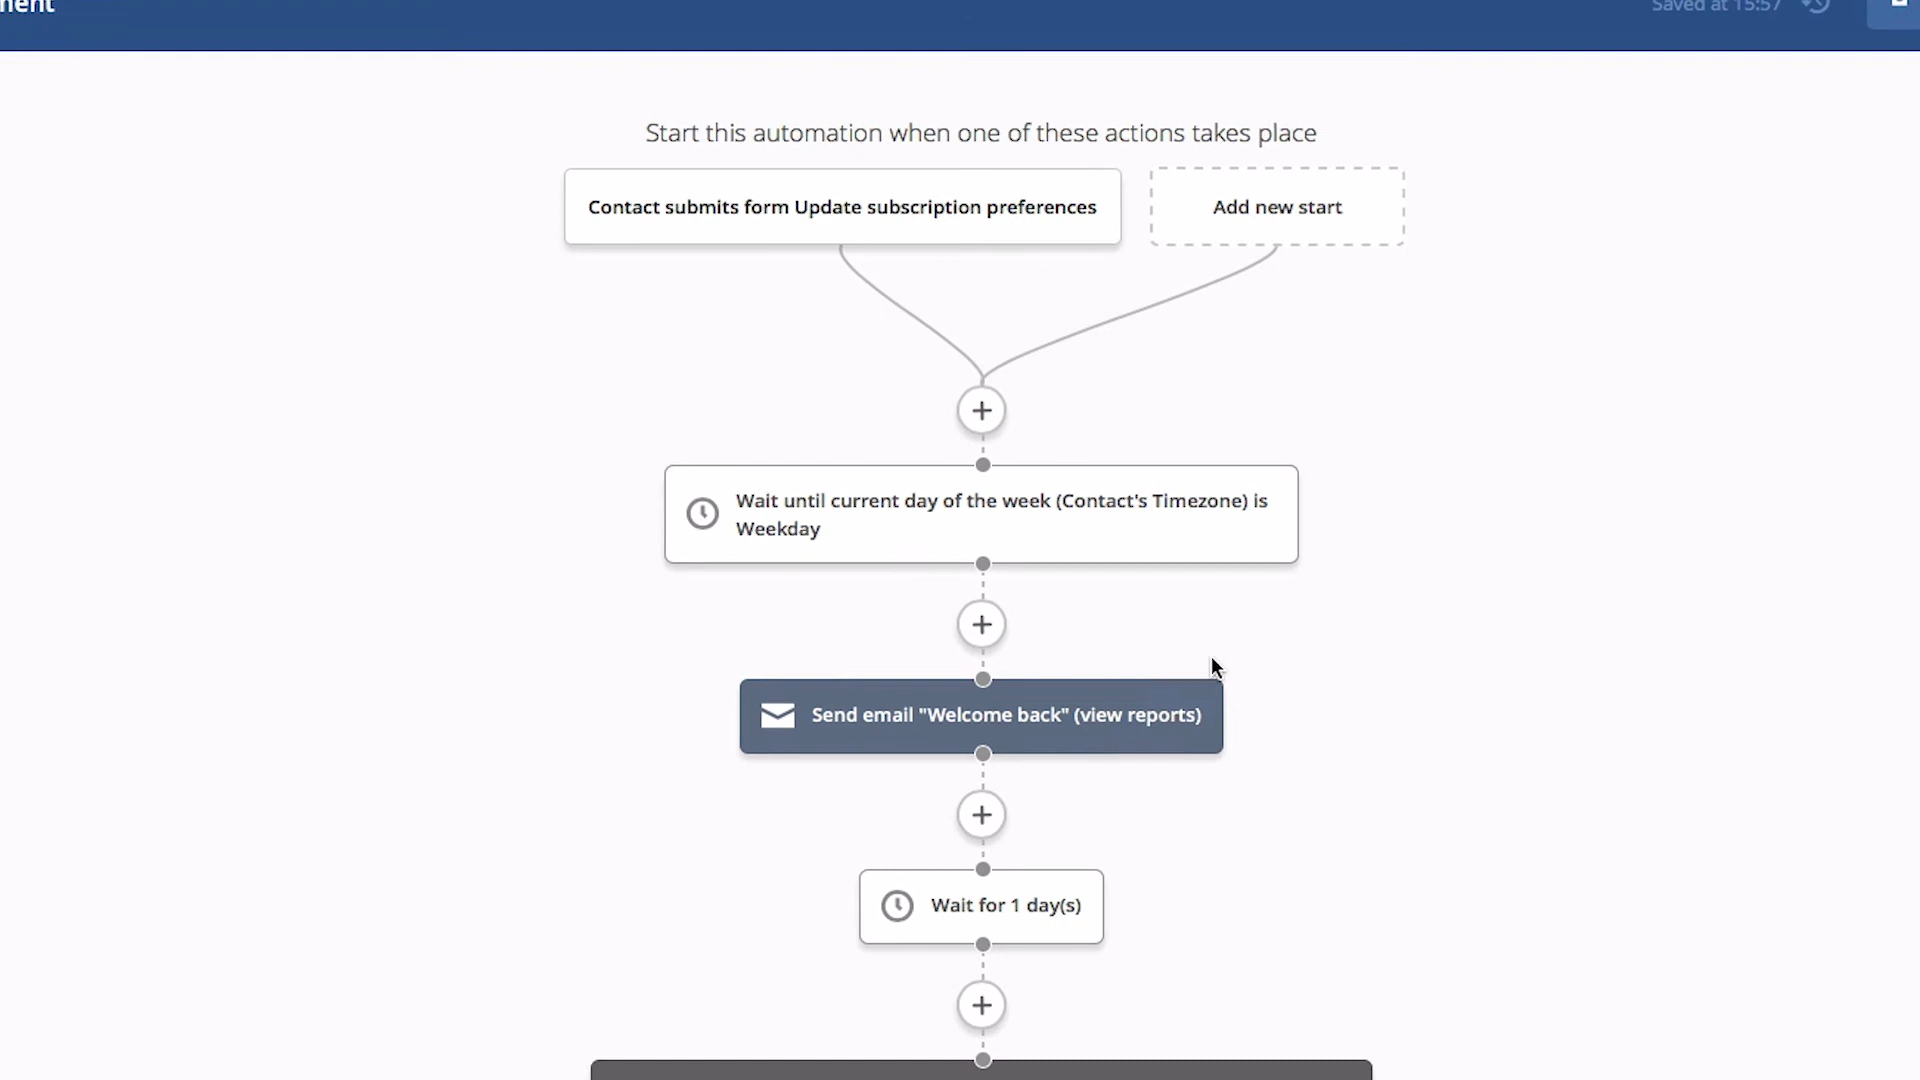 Saved at 15:57
Start this automation when one of these actions takes place
Contact submits form Update subscription preferences
Add new start
Wait until current day of the week (Contact's Timezone) is
Weekday
Send email "Welcome back" (view reports)
Wait for 1 day(s)